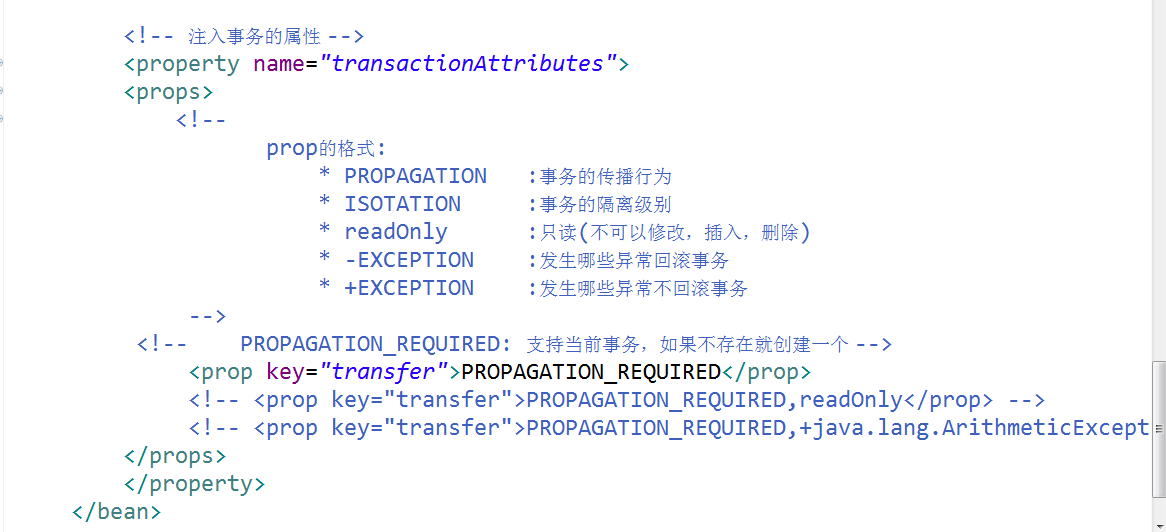 <!-- 注入事务的属性 -->
<property name="transactionAttributes">
<props>
<!--
prop的格式:
* PROPAGATION :事务的传播行为
* ISOTATION :事务的隔离级别
* readOnly :只读(不可以修改，插入，删除)
* -EXCEPTION :发生哪些异常回滚事务
* +EXCEPTION :发生哪些异常不回滚事务
-->
<!-- PROPAGATION_REQUIRED: 支持当前事务，如果不存在就创建一个 -->
<prop key="transfer">PROPAGATION_REQUIRED</prop>
<!-- <prop key="transfer">PROPAGATION_REQUIRED,readOnly</prop> -->
<!-- <prop key="transfer">PROPAGATION_REQUIRED,+java.lang.ArithmeticExcept
</props>
</property>
</bean>